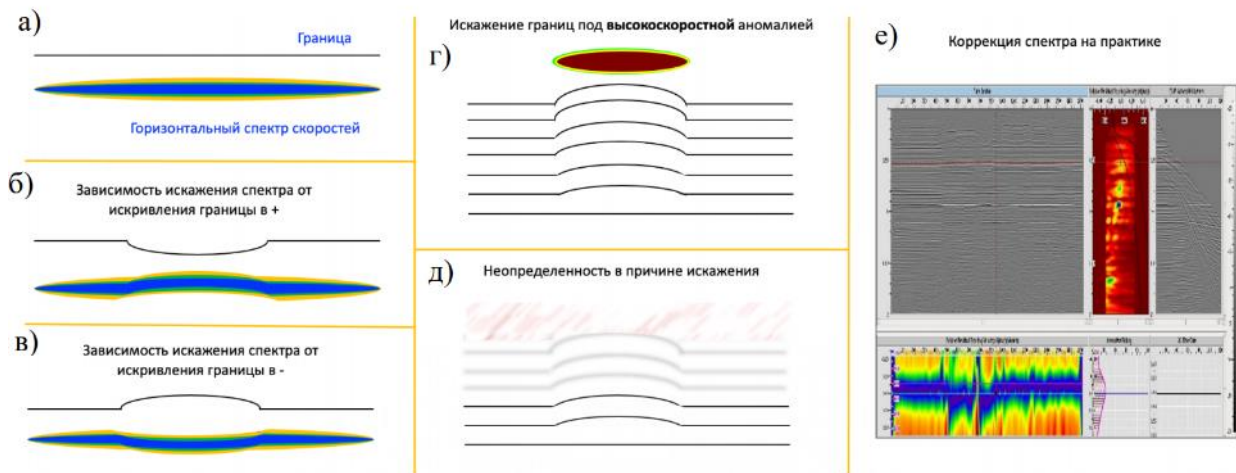 а)
Граница
Горизонтальный спектр скоростей
б)
Зависимость искажения спектра от
искривления границы в +
в)
Зависимость искажения спектра от
искривления границы в -
Искажение границ под высокоскоростной аномалией
г)
д)
Неопределенность в причине искажения
е)
Коррекция спектра на практике